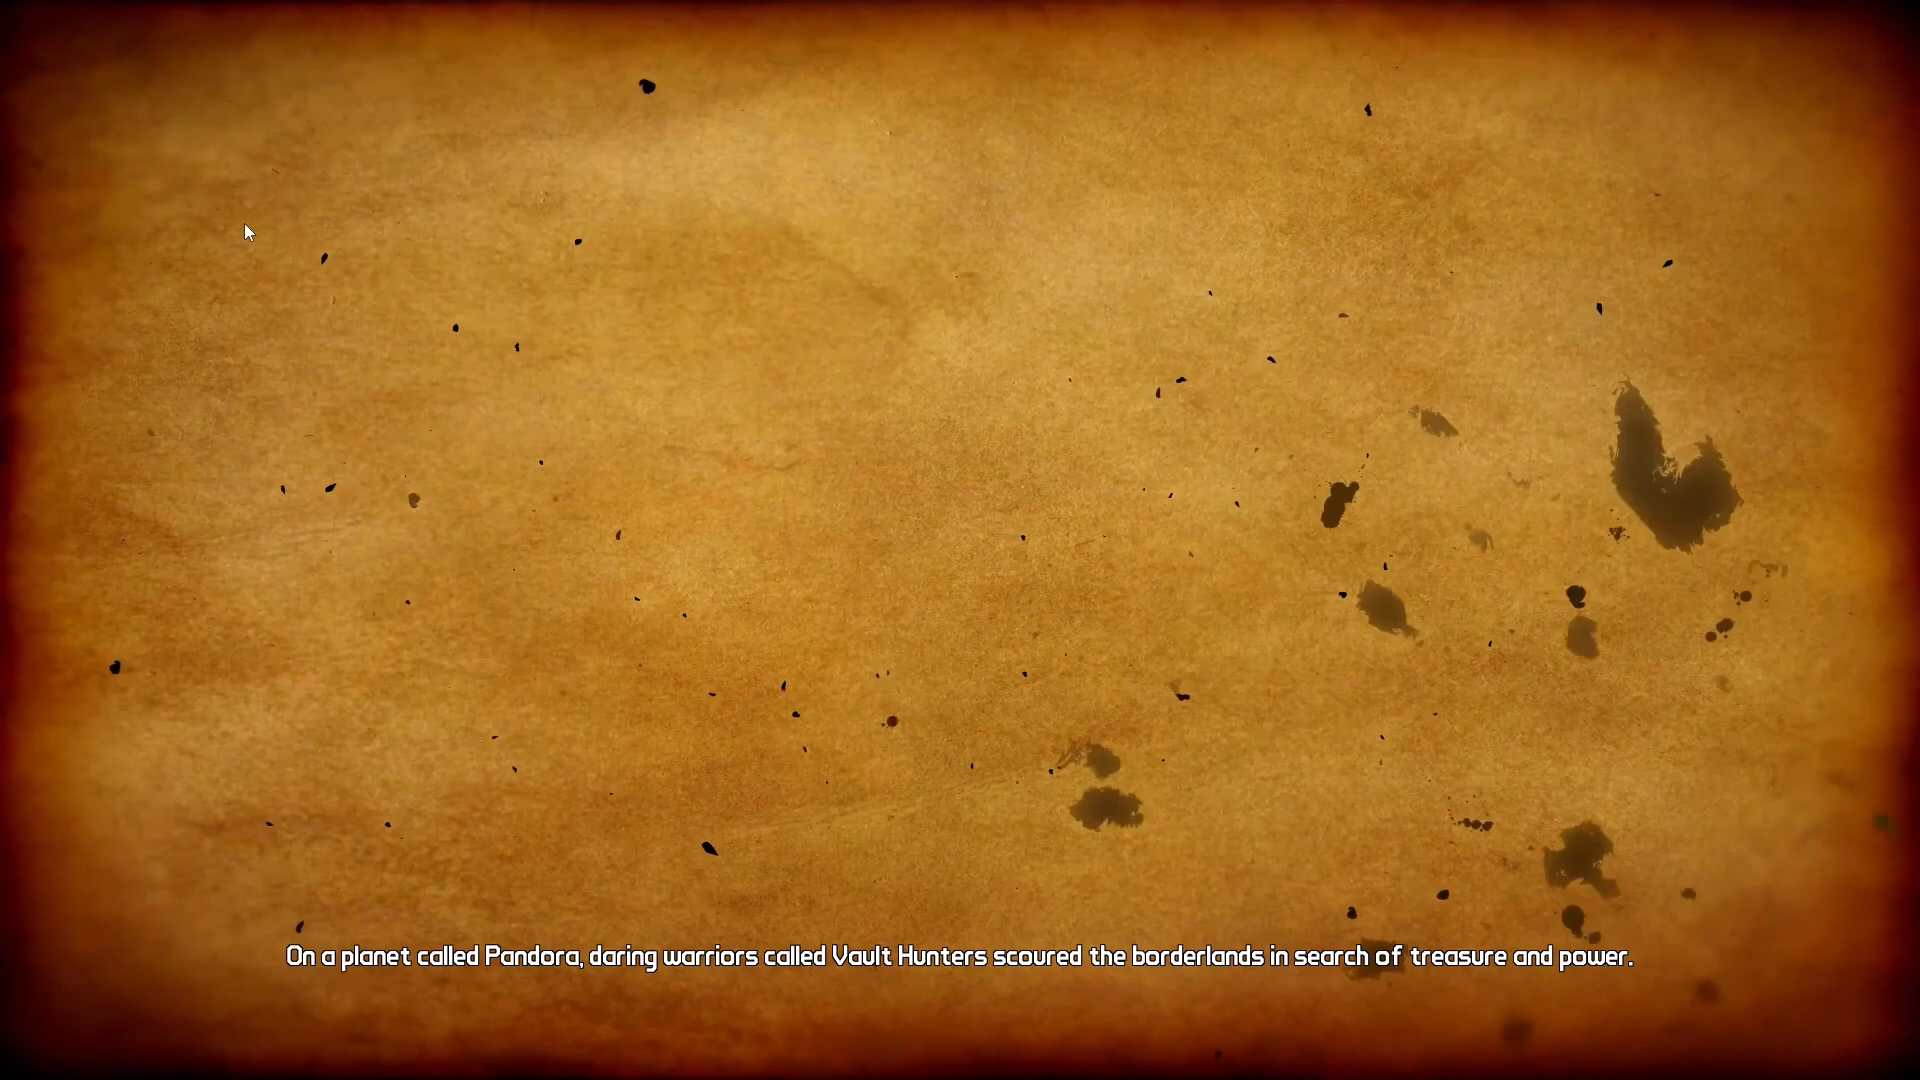 On a planet called Pandora, daring warriors called Vault Hunters scoured the borderlands in search of treasure and power.